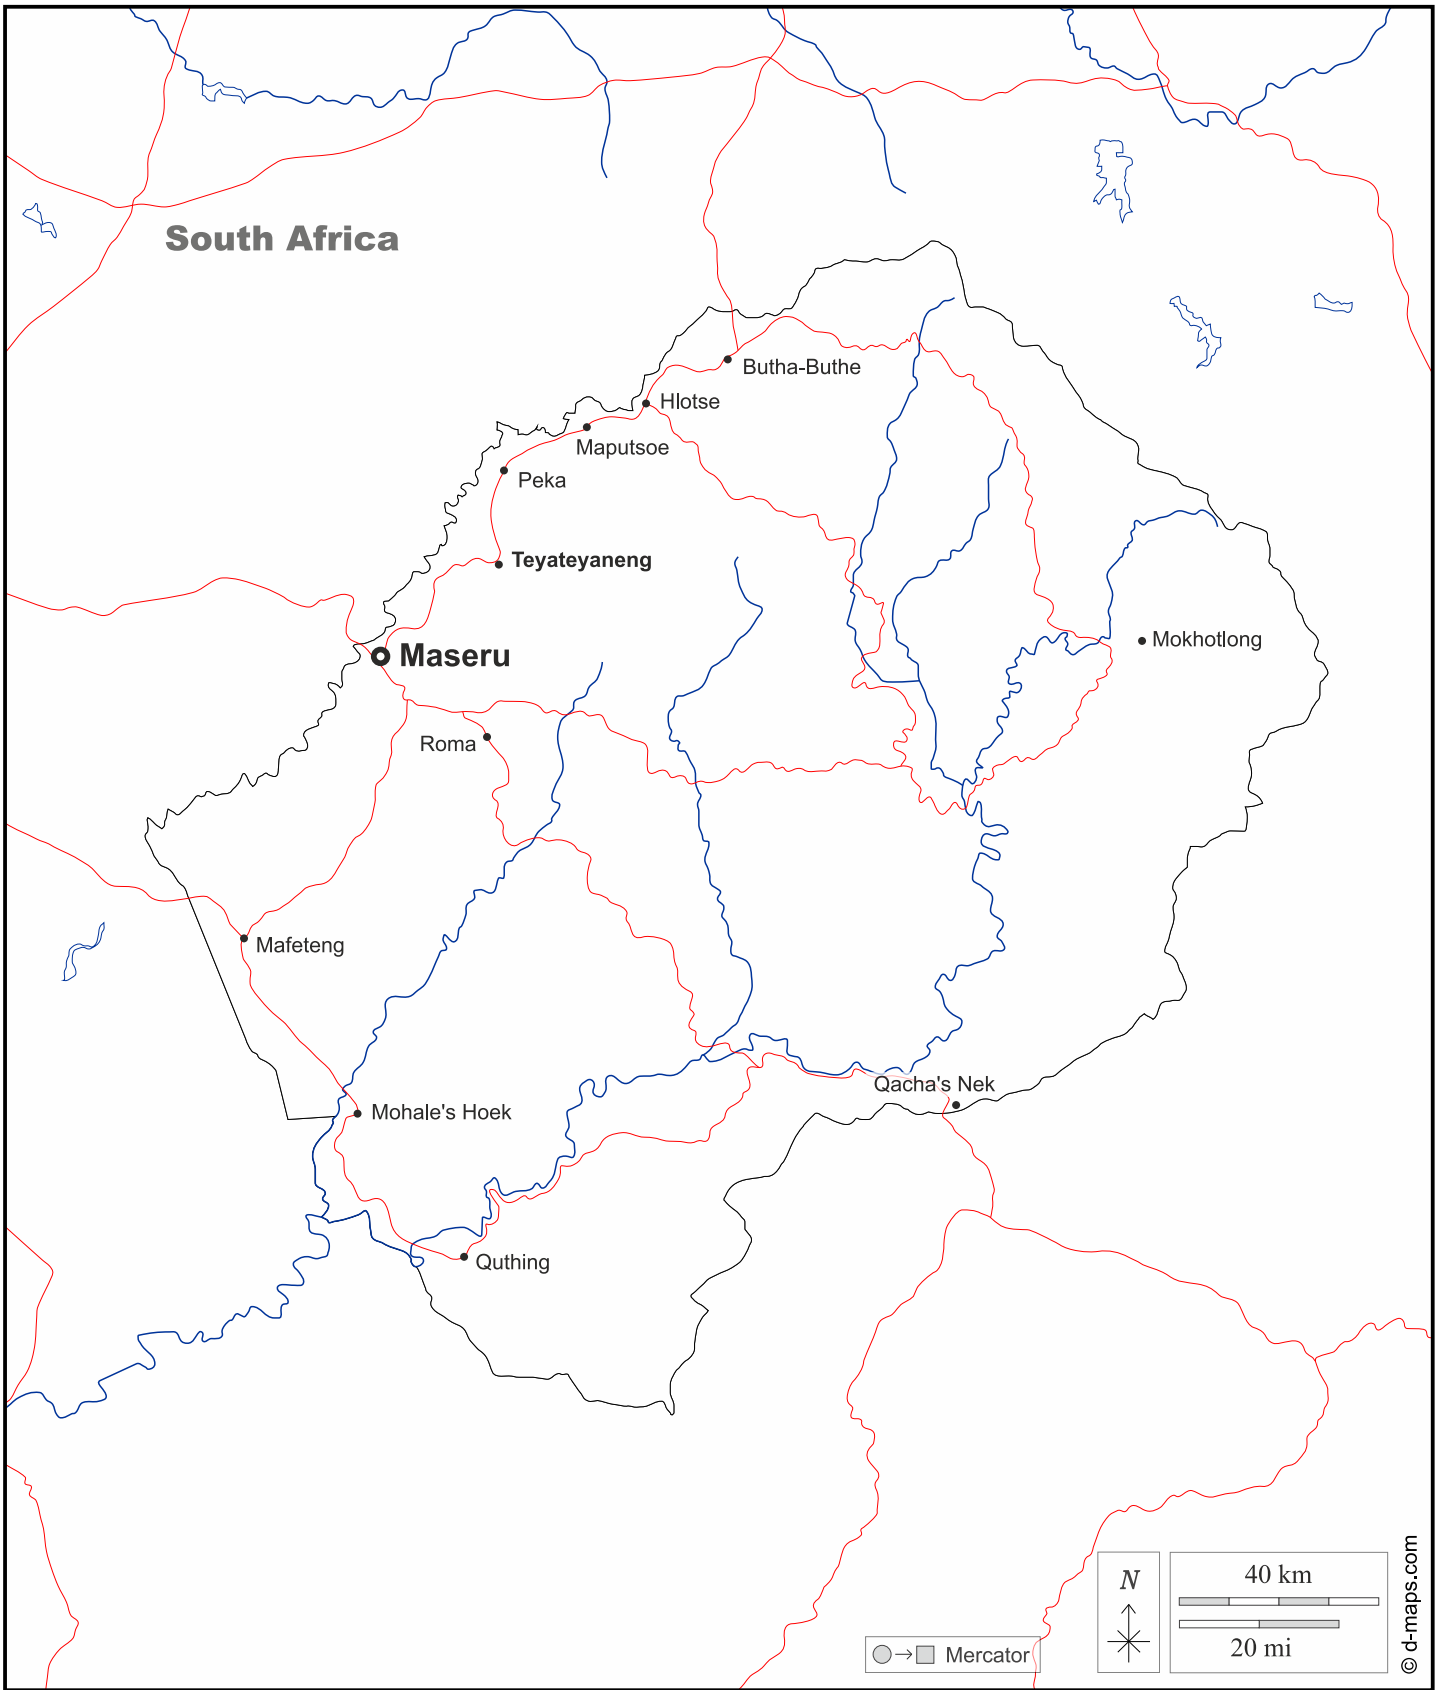 South Africa
Butha-Buthe
Hlotse
Maputsoe
Peka
Teyateyaneng
Mokhotlong
Maseru
Roma
Mafeteng
Qacha's Nek
Mohale's Hoek
Quthing
N
40 km
20 mi
Mercator
© d-maps.com